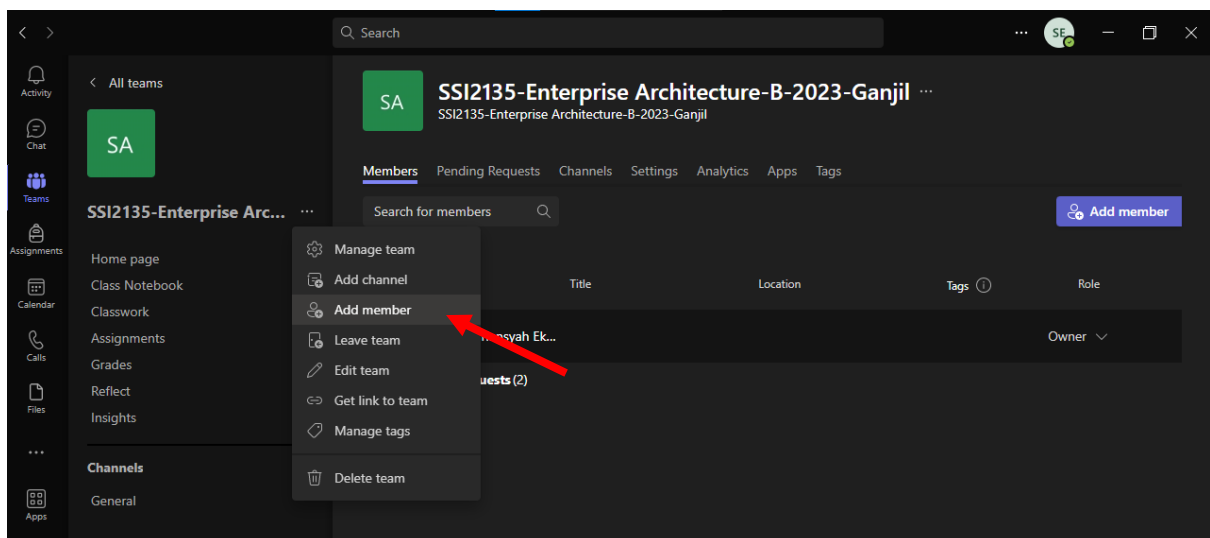 Search
SE
Activity
Chat
Teams
Assignments
Calendar
Calls
Files
Apps
All teams
SA
SSI2135-Enterprise Arc...
Home page
Class Notebook
Classwork
Assignments
Grades
Reflect
Insights
Channels
General
Manage team
Add channel
Add member
Leave team
Edit team
Get link to team
Manage tags
Delete team
SA
SSI2135-Enterprise Architecture-B-2023-Ganjil
SSI2135-Enterprise Architecture-B-2023-Ganjil
Members Pending Requests Channels Settings Analytics Apps Tags
Search for members
Add member
Title Location Tags Role
Ek... Owner
(2)